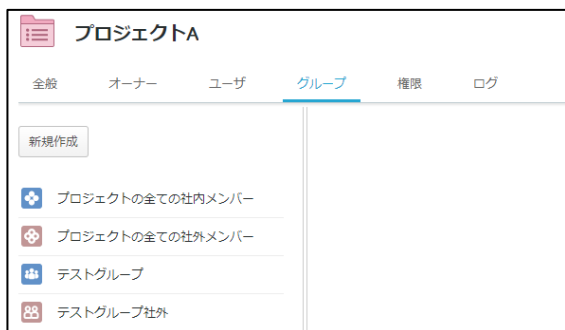 プロジェクトA
全般 オーナー ユーザ グループ 権限 ログ
新規作成
プロジェクトの全ての社内メンバー
プロジェクトの全ての社外メンバー
テストグループ
テストグループ社外